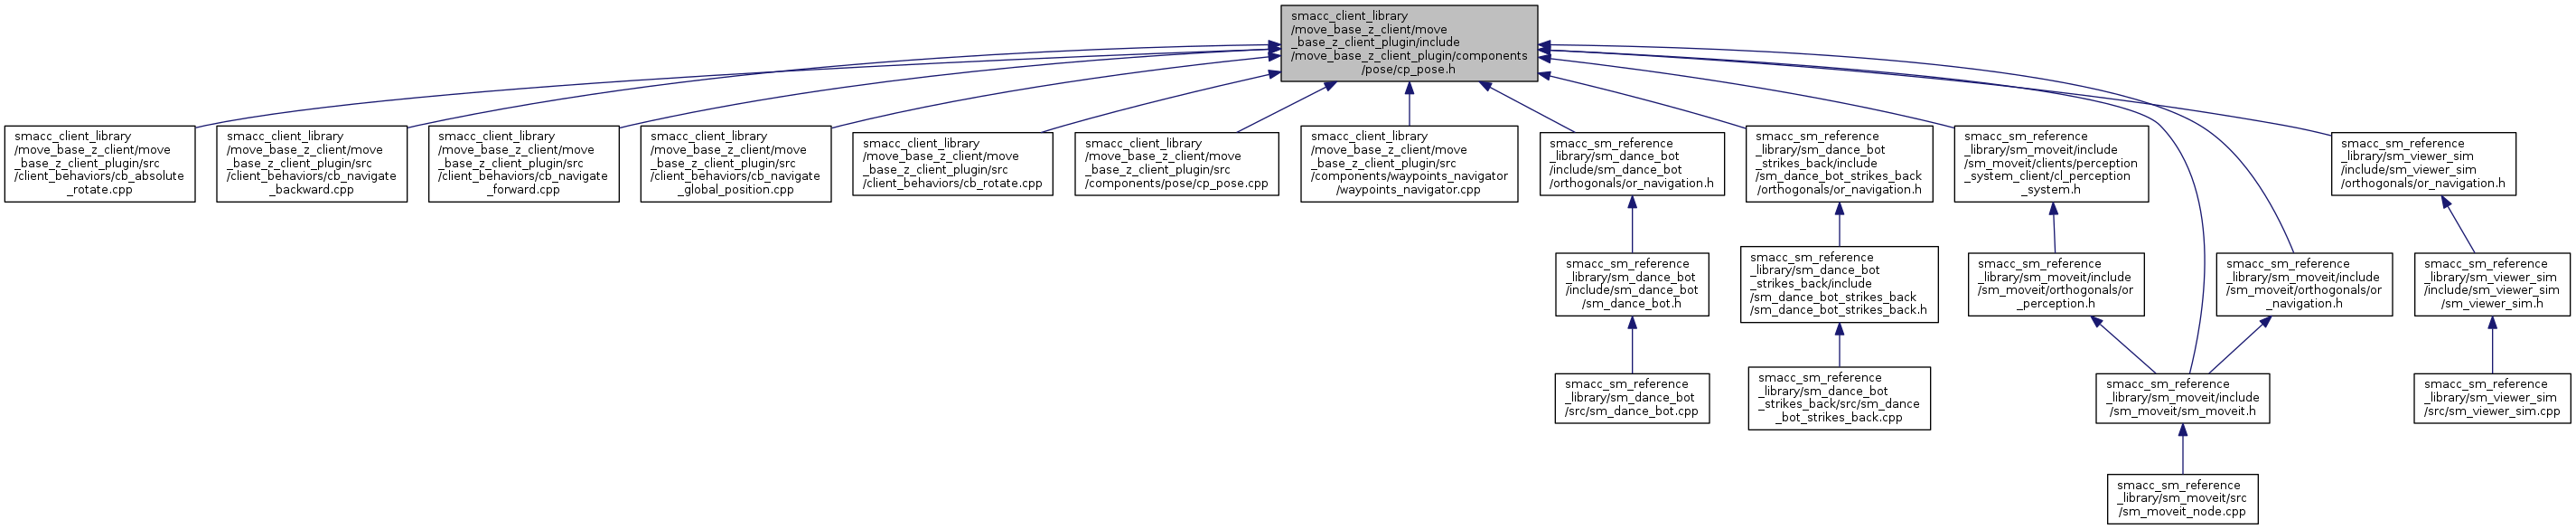 smacc_client_library
/move_base_z_client/move
_base_z_client_plugin/include
/move_base_z_client_plugin/components
/pose/cp_pose.h
smacc_client_library
/move_base_z_client/move
_base_z_client_plugin/src
/client_behaviors/cb_absolute
_rotate.cpp
smacc_client_library
/move_base_z_client/move
_base_z_client_plugin/src
/client_behaviors/cb_navigate
_backward.cpp
smacc_client_library
/move_base_z_client/move
_base_z_client_plugin/src
/client_behaviors/cb_navigate
_forward.cpp
smacc_client_library
/move_base_z_client/move
_base_z_client_plugin/src
/client_behaviors/cb_navigate
_global_position.cpp
smacc_client_library
/move_base_z_client/move
_base_z_client_plugin/src
/client_behaviors/cb_rotate.cpp
smacc_client_library
/move_base_z_client/move
_base_z_client_plugin/src
/components/pose/cp_pose.cpp
smacc_client_library
/move_base_z_client/move
_base_z_client_plugin/src
/components/waypoints_navigator
/waypoints_navigator.cpp
smacc_sm_reference
_library/sm_dance_bot
/include/sm_dance_bot
/orthogonals/or_navigation.h
smacc_sm_reference
_library/sm_dance_bot
_strikes_back/include
/sm_dance_bot_strikes_back
/orthogonals/or_navigation.h
smacc_sm_reference
_library/sm_moveit/include
/sm_moveit/clients/perception
_system_client/cl_perception
_system.h
smacc_sm_reference
_library/sm_viewer_sim
/include/sm_viewer_sim
/orthogonals/or_navigation.h
smacc_sm_reference
_library/sm_dance_bot
/include/sm_dance_bot
/sm_dance_bot.h
smacc_sm_reference
_library/sm_dance_bot
_strikes_back/include
/sm_dance_bot_strikes_back
/sm_dance_bot_strikes_back.h
smacc_sm_reference
_library/sm_moveit/include
/sm_moveit/orthogonals/or
_perception.h
smacc_sm_reference
_library/sm_moveit/include
/sm_moveit/orthogonals/or
_navigation.h
smacc_sm_reference
_library/sm_viewer_sim
/include/sm_viewer_sim
/sm_viewer_sim.h
smacc_sm_reference
_library/sm_dance_bot
/src/sm_dance_bot.cpp
smacc_sm_reference
_library/sm_dance_bot
_strikes_back/src/sm_dance
_bot_strikes_back.cpp
smacc_sm_reference
_library/sm_moveit/include
/sm_moveit/sm_moveit.h
smacc_sm_reference
_library/sm_viewer_sim
/src/sm_viewer_sim.cpp
smacc_sm_reference
_library/sm_moveit/src
/sm_moveit_node.cpp